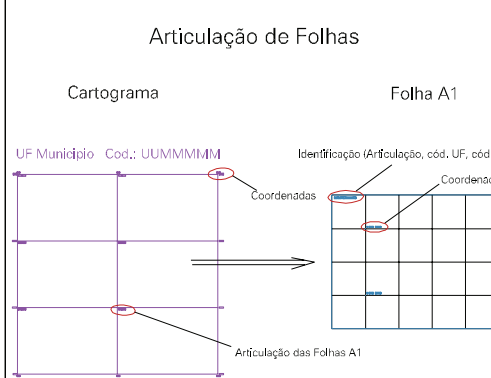 Articulação de Folhas
Cartograma
Folha A1
UF Municipio Cod.: UUMMMMM
Identificação (Articulação, cód. UF, cód
Coordenadas
Coordenad
Articulação das Folhas A1